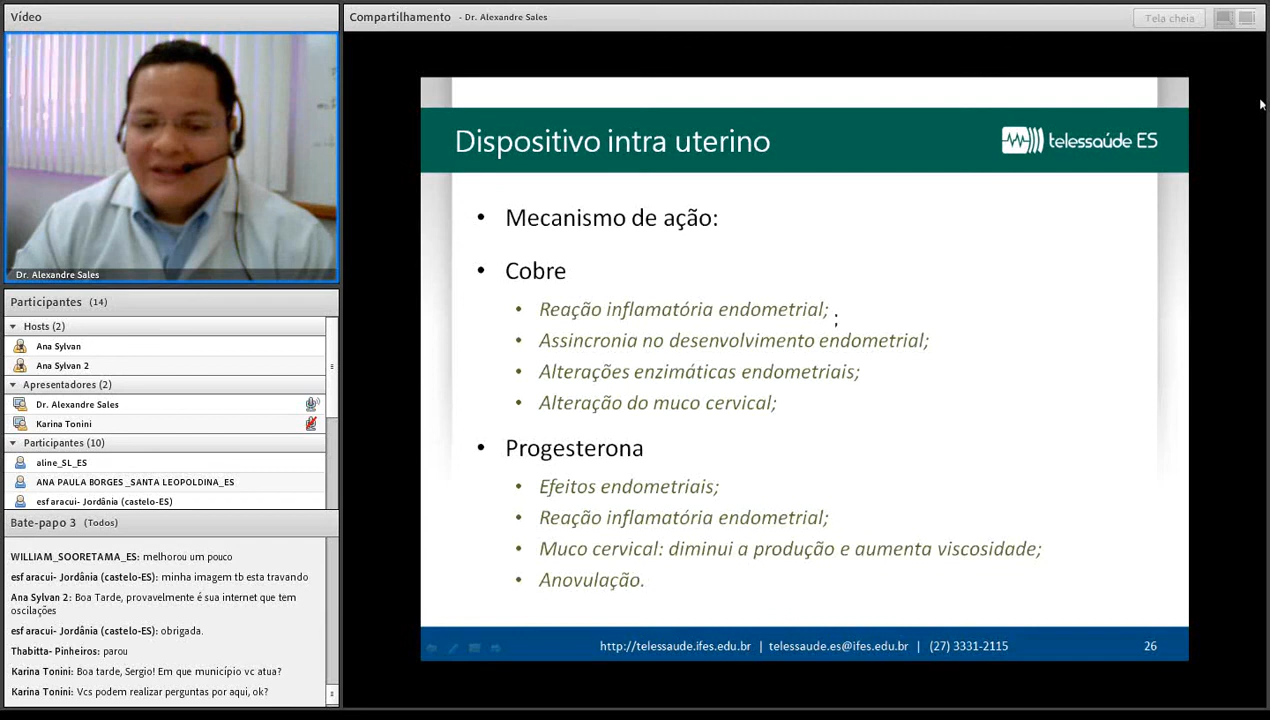 Vídeo
Dr. Alexandre Sales
Participantes (14)
Hosts (2)
Ana Sylvan
Ana Sylvan 2
Apresentadores (2)
Dr. Alexandre Sales
Karina Tonini
Participantes (10)
aline_SL_ES
ANA PAULA BORGES _SANTA LEOPOLDINA_ES
esf aracui- Jordânia (castelo-ES)
Bate-papo 3 (Todos)
WILLIAM_SOORETAMA_ES: melhorou um pouco
esf aracui- Jordânia (castelo-ES): minha imagem tb esta travando
Ana Sylvan 2: Boa Tarde, provavelmente é sua internet que tem
oscilações
esf aracui- Jordânia (castelo-ES): obrigada.
Thabitta- Pinheiros: parou
Karina Tonini: Boa tarde, Sergio! Em que município vc atua?
Karina Tonini: Vcs podem realizar perguntas por aqui, ok?
Compartilhamento - Dr. Alexandre Sales
Tela cheia
Dispositivo intra uterino
telessaúde ES
• Mecanismo de ação:
• Cobre
• Reação inflamatória endometrial;
• Assincronia no desenvolvimento endometrial;
• Alterações enzimáticas endometriais;
• Alteração do muco cervical;
• Progesterona
• Efeitos endometriais;
• Reação inflamatória endometrial;
• Muco cervical: diminui a produção e aumenta viscosidade;
• Anovulação.
http://telessaude.ifes.edu.br | telessaude.es@ifes.edu.br | (27) 3331-2115
26